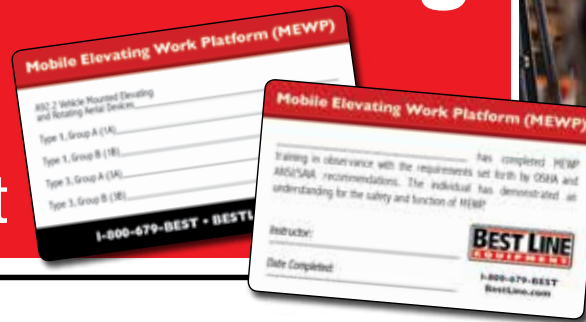 Mobile Elevating Work Platform (MEWP)
A92.2 Vehicle Mounted Elevating
and Rotating Aerial Devices
Type 1, Group A (1A)
Type 1, Group B (1B)
Type 3, Group A (3A)
Type 3, Group B (3B)
1-800-679-BEST • BESTL
t
Mobile Elevating Work Platform (MEWP)
has completed MEWP
training in observance with the requirements set forth by OSHA and
ANSI/SAIA recommendations. The individual has demonstrated an
understanding for the safety and function of MEWP.
Instructor:
Date Completed:
BEST LINE
EQUIPMENT
1-800-679-BEST
BestLine.com